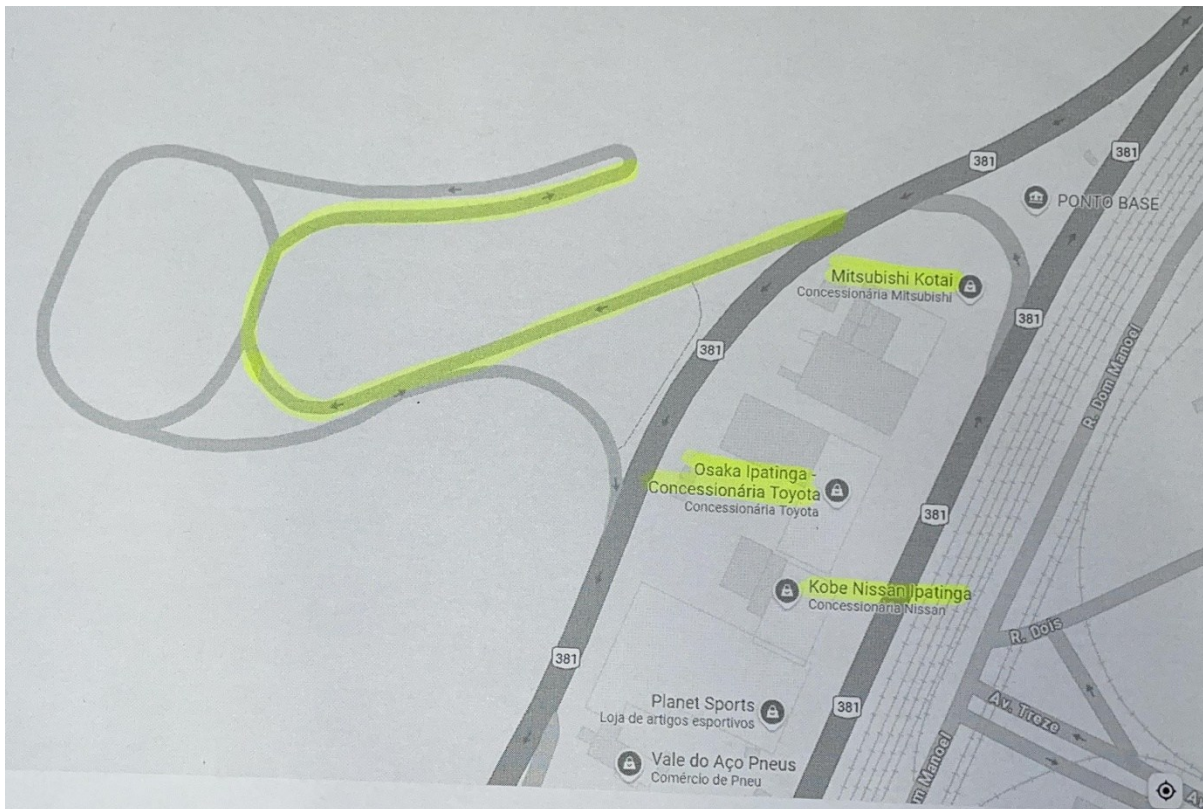 381
381
PONTO BASE
Mitsubishi Kotai
Concessionária Mitsubishi
381
381
R. Dom Manoel
Osaka Ipatinga -
Concessionária Toyota
Concessionária Toyota
381
Kobe Nissan Ipatinga
Concessionária Nissan
R. Dois
381
Planet Sports
Loja de artigos esportivos
381
Av. Treze
Vale do Aço Pneus
Comércio de Pneu
m Manoel
A